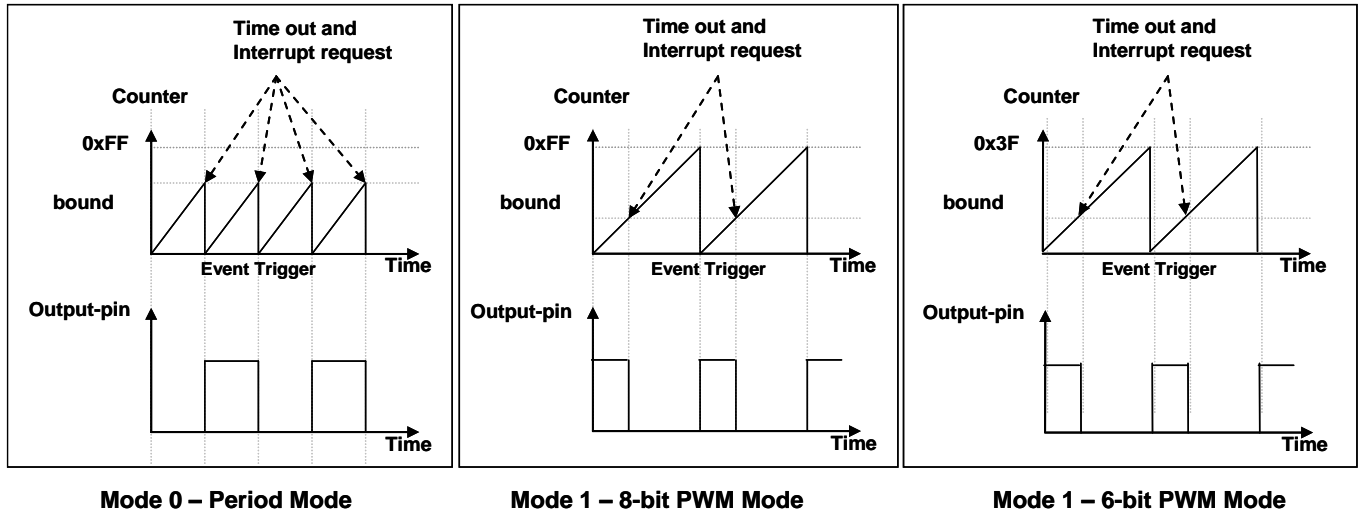 Time out and
Interrupt request
Counter
0xFF
bound
Time
Event Trigger
Output-pin
Time
Mode 0 – Period Mode
Time out and
Interrupt request
Counter
0xFF
bound
Time
Event Trigger
Output-pin
Time
Mode 1 – 8-bit PWM Mode
Time out and
Interrupt request
Counter
0x3F
bound
Time
Event Trigger
Output-pin
Time
Mode 1 – 6-bit PWM Mode